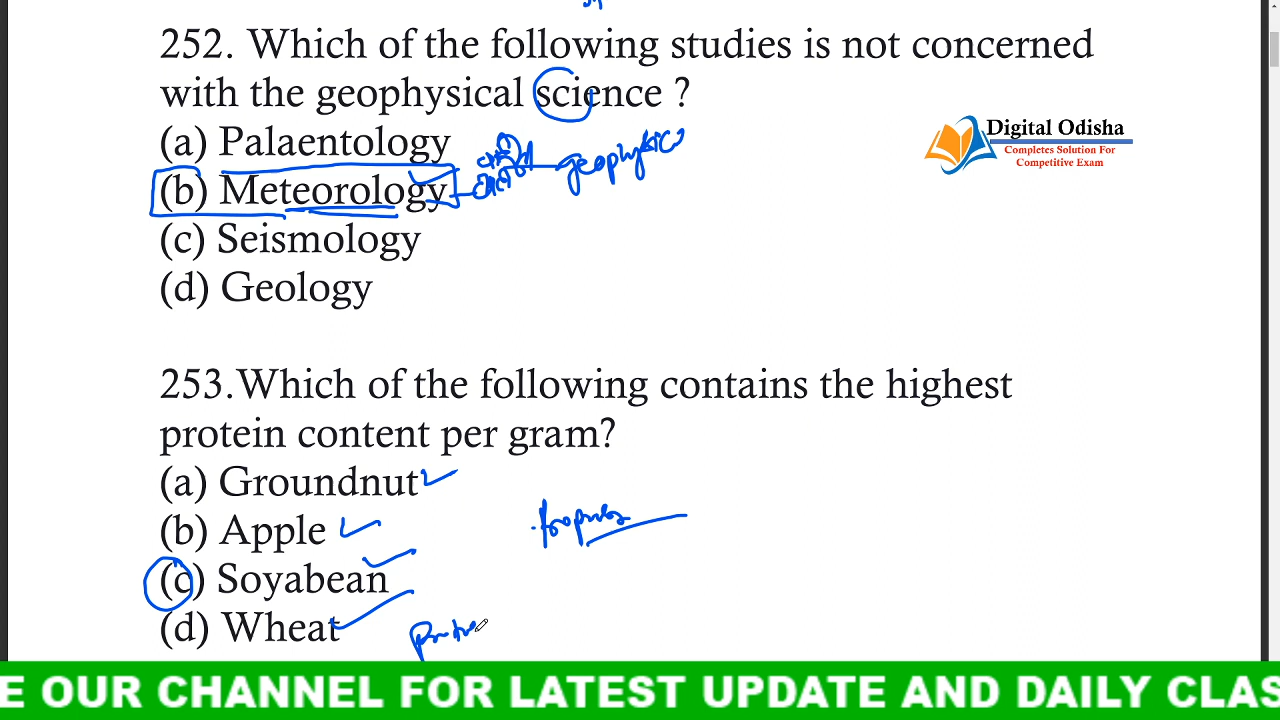 252. Which of the following studies is not concerned
with the geophysical science ?
(a) Palaentology
(b) Meteorology
geophysics
(c) Seismology
(d) Geology
Digital Odisha
Completes Solution For
Competitive Exam
253.Which of the following contains the highest
protein content per gram?
(a) Groundnut
(b) Apple
(c) Soyabean
(d) Wheat
E OUR CHANNEL FOR LATEST UPDATE AND DAILY CLAS